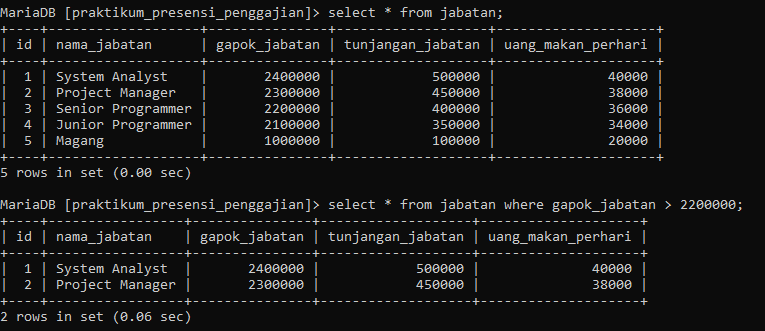 MariaDB [praktikum_presensi_penggajian]> select * from jabatan;
+----+-------------------+---------------+-------------------+--------------------+
| id | nama_jabatan      | gapok_jabatan | tunjangan_jabatan | uang_makan_perhari |
+----+-------------------+---------------+-------------------+--------------------+
|  1 | System Analyst    |       2400000 |            500000 |              40000 |
|  2 | Project Manager   |       2300000 |            450000 |              38000 |
|  3 | Senior Programmer |       2200000 |            400000 |              36000 |
|  4 | Junior Programmer |       2100000 |            350000 |              34000 |
|  5 | Magang            |       1000000 |            100000 |              20000 |
+----+-------------------+---------------+-------------------+--------------------+
5 rows in set (0.00 sec)

MariaDB [praktikum_presensi_penggajian]> select * from jabatan where gapok_jabatan > 2200000;
+----+-----------------+---------------+-------------------+--------------------+
| id | nama_jabatan    | gapok_jabatan | tunjangan_jabatan | uang_makan_perhari |
+----+-----------------+---------------+-------------------+--------------------+
|  1 | System Analyst  |       2400000 |            500000 |              40000 |
|  2 | Project Manager |       2300000 |            450000 |              38000 |
+----+-----------------+---------------+-------------------+--------------------+
2 rows in set (0.06 sec)